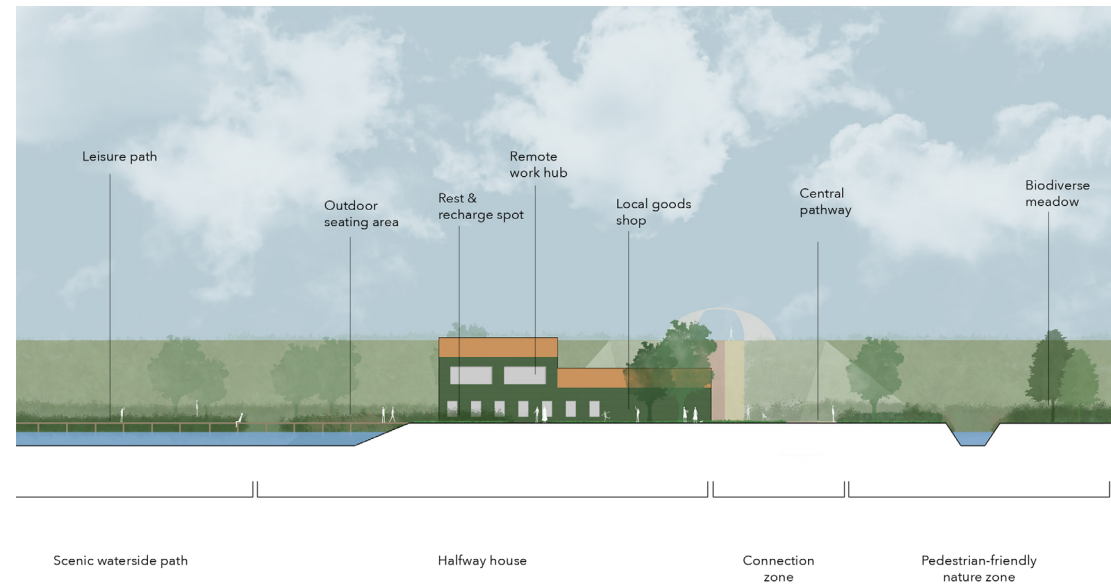 Leisure path
Outdoor
seating area
Rest &
recharge spot
Remote
work hub
Local goods
shop
Central
pathway
Biodiverse
meadow
Scenic waterside path
Halfway house
Connection
zone
Pedestrian-friendly
nature zone